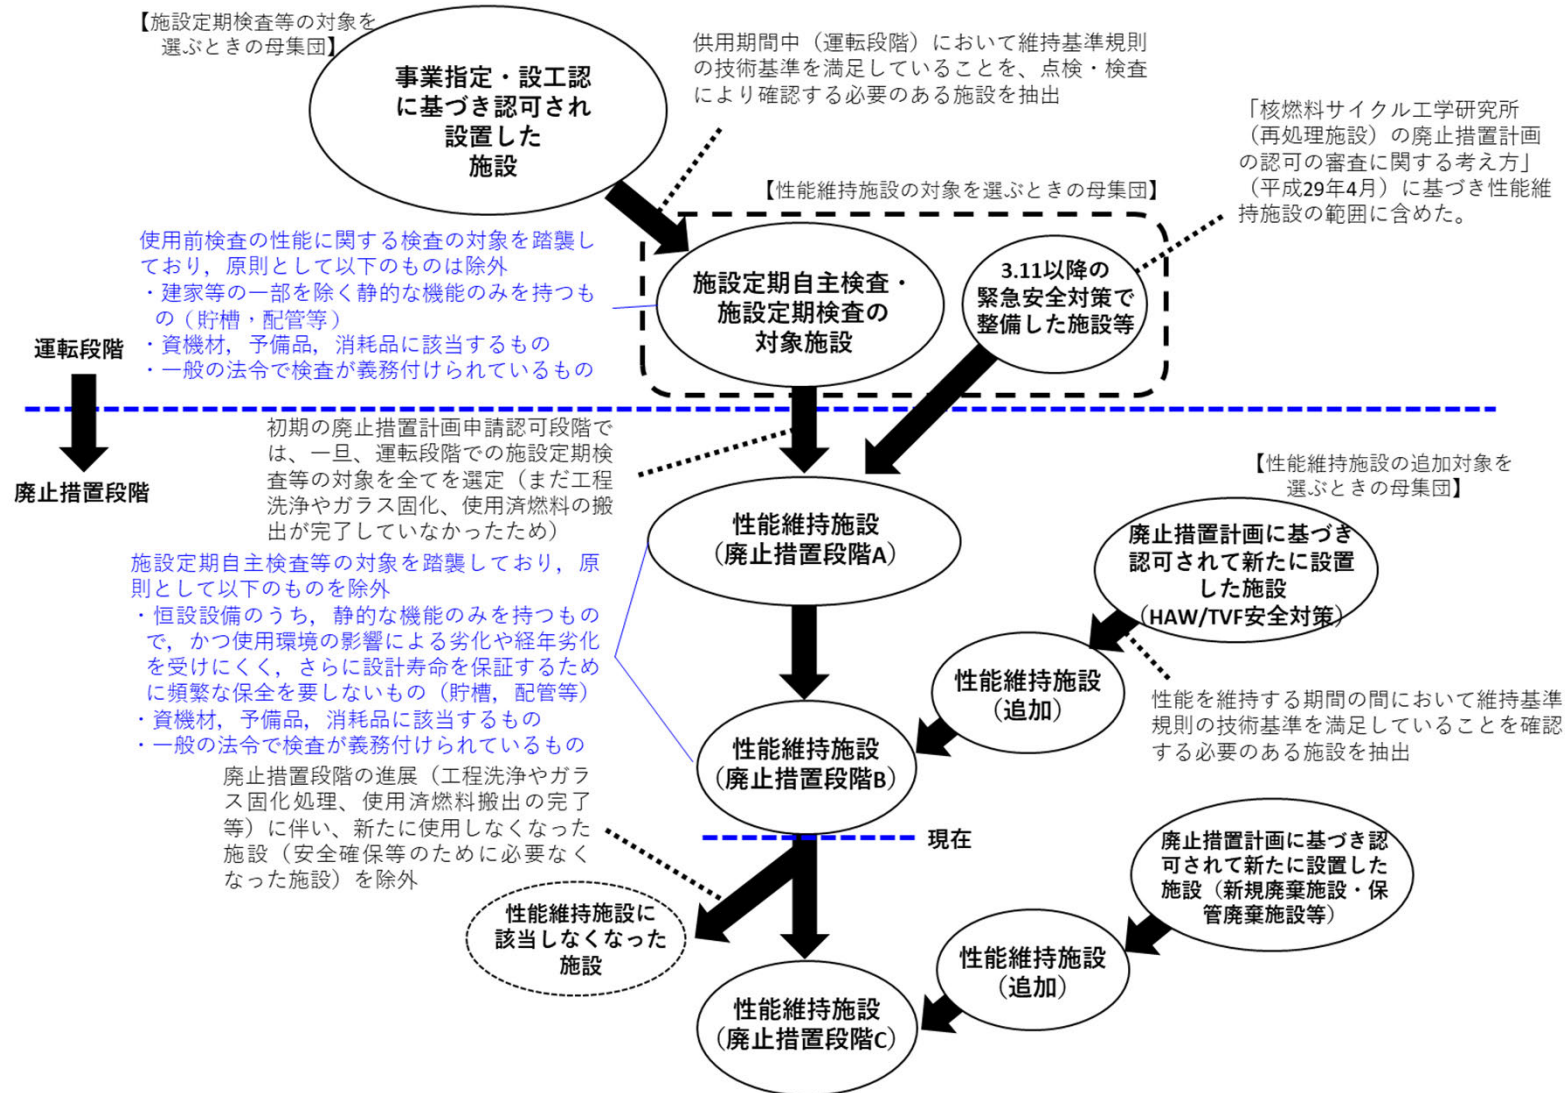 【施設定期検査等の対象を
選ぶときの母集団】
事業指定・設工認
に基づき認可され
設置した
施設
供用期間中（運転段階）において維持基準規則
の技術基準を満足していることを、点検・検査
により確認する必要のある施設を抽出
「核燃料サイクル工学研究所
（再処理施設）の廃止措置計画
の認可の審査に関する考え方」
（平成29年4月）に基づき性能維
持施設の範囲に含めた。
【性能維持施設の対象を選ぶときの母集団】
使用前検査の性能に関する検査の対象を踏襲し
ており，原則として以下のものは除外
・建家等の一部を除く静的な機能のみを持つも
の（貯槽，配管等）
・資機材，予備品，消耗品に該当するもの
・一般の法令で検査が義務付けられているもの
施設定期自主検査・
施設定期検査の
対象施設
3.11以降の
緊急安全対策で
整備した施設等
運転段階
廃止措置段階
初期の廃止措置計画申請認可段階で
は、一旦、運転段階での施設定期検
査等の対象を全てを選定（まだ工程
洗浄やガラス固化、使用済燃料の搬
出が完了していなかったため）
【性能維持施設の追加対象を
選ぶときの母集団】
性能維持施設
（廃止措置段階A）
廃止措置計画に基づき
認可されて新たに設置
した施設
（HAW/TVF安全対策）
施設定期自主検査等の対象を踏襲しており，原
則として以下のものを除外
・恒設設備のうち，静的な機能のみを持つもの
で，かつ使用環境の影響による劣化や経年劣化
を受けにくく，さらに設計寿命を保証するため
に頻繁な保全を要しないもの（貯槽，配管等）
・資機材，予備品，消耗品に該当するもの
・一般の法令で検査が義務付けられているもの
性能維持施設
（追加）
性能を維持する期間の間において維持基準
規則の技術基準を満足していることを確認
する必要のある施設を抽出
性能維持施設
（廃止措置段階B）
廃止措置段階の進展（工程洗浄やガラ
ス固化処理、使用済燃料搬出の完了
等）に伴い、新たに使用しなくなった
施設（安全確保等のために必要なく
なった施設）を除外
現在
廃止措置計画に基づき認
可されて新たに設置した
施設（新規廃棄施設・保
管廃棄施設等）
性能維持施設に
該当しなくなった
施設
性能維持施設
（追加）
性能維持施設
（廃止措置段階C）